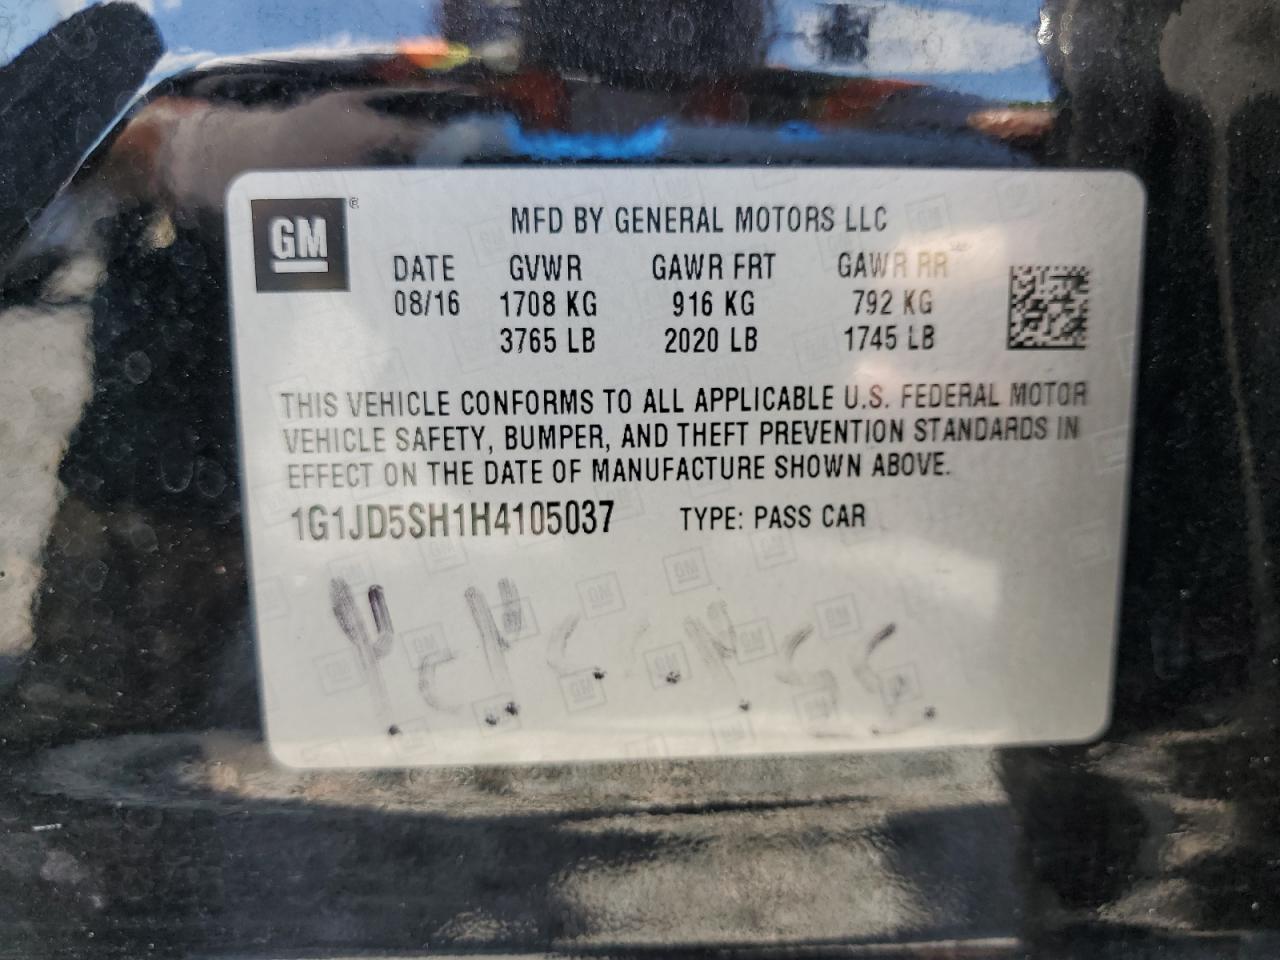 GM®
MFD BY GENERAL MOTORS LLC
DATE GVWR GAWR FRT GAWR RR
08/16 1708 KG 916 KG 792 KG
3765 LB 2020 LB 1745 LB
THIS VEHICLE CONFORMS TO ALL APPLICABLE U.S. FEDERAL MOTOR
VEHICLE SAFETY, BUMPER, AND THEFT PREVENTION STANDARDS IN
EFFECT ON THE DATE OF MANUFACTURE SHOWN ABOVE.
1G1JD5SH1H4105037 TYPE: PASS CAR